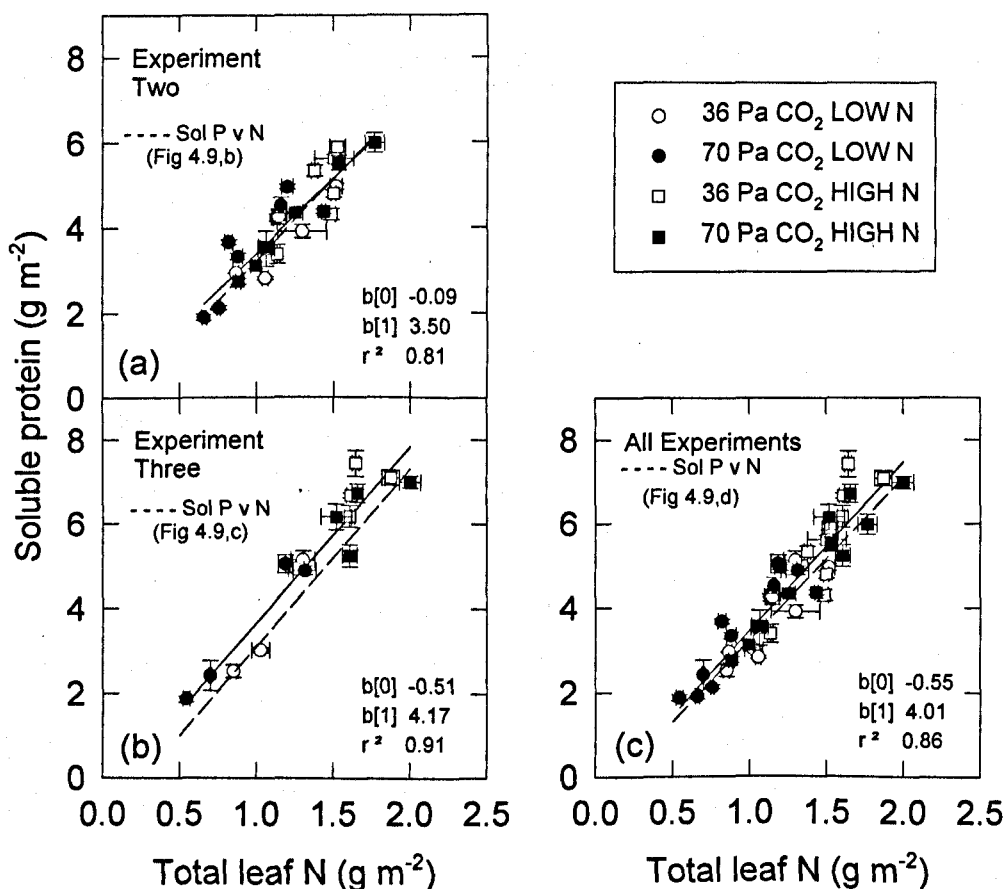 Soluble protein (g m⁻²)
8
6
4
2
0
Experiment
Two
---- Sol P v N
(Fig 4.9,b)
b[0] -0.09
b[1] 3.50
r² 0.81
(a)
36 Pa CO₂ LOW N
70 Pa CO₂ LOW N
36 Pa CO₂ HIGH N
70 Pa CO₂ HIGH N
8
6
4
2
0
Experiment
Three
---- Sol P v N
(Fig 4.9,c)
b[0] -0.51
b[1] 4.17
r² 0.91
(b)
0.0 0.5 1.0 1.5 2.0 2.5
Total leaf N (g m⁻²)
8
6
4
2
0
All Experiments
---- Sol P v N
(Fig 4.9,d)
b[0] -0.55
b[1] 4.01
r² 0.86
(c)
0.0 0.5 1.0 1.5 2.0 2.5
Total leaf N (g m⁻²)